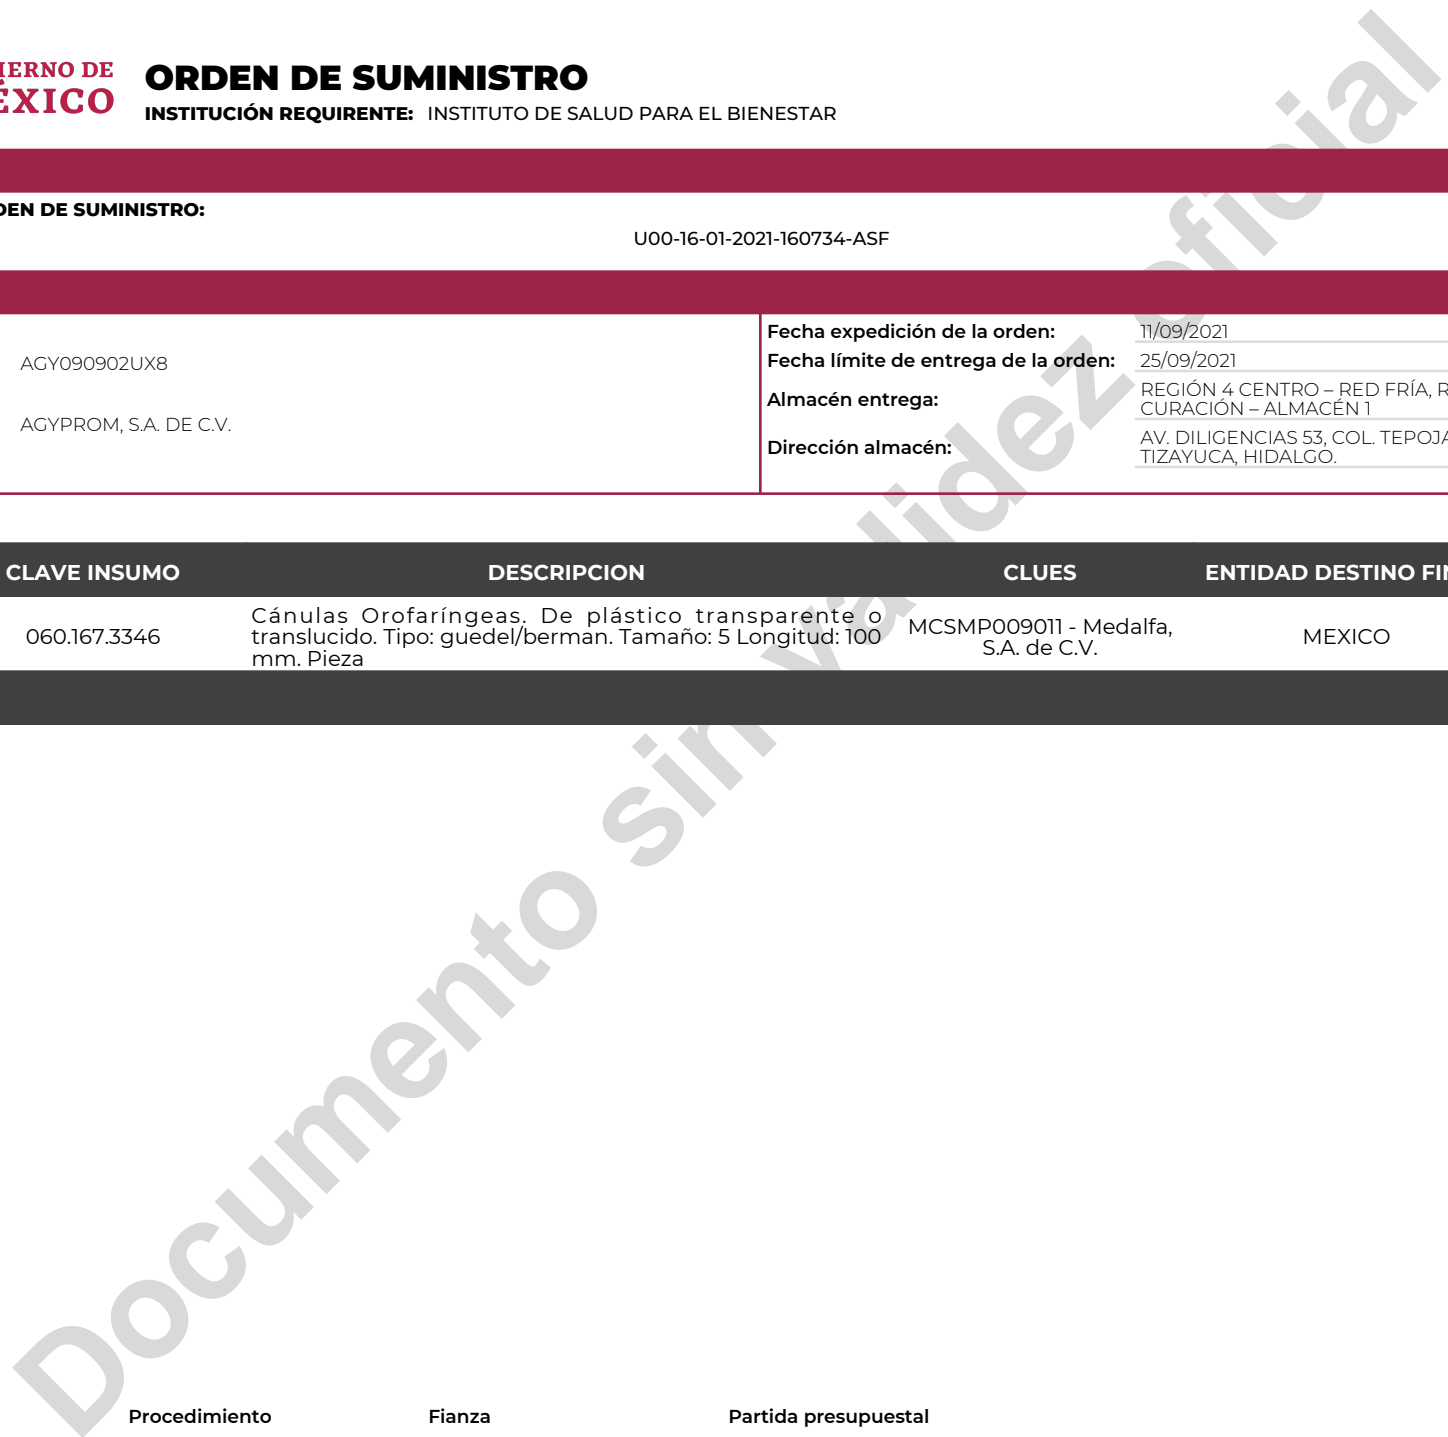 IERNO DE
ÉXICO
ORDEN DE SUMINISTRO
INSTITUCIÓN REQUIRENTE: INSTITUTO DE SALUD PARA EL BIENESTAR
DEN DE SUMINISTRO:
U00-16-01-2021-160734-ASF
AGY090902UX8
AGYPROM, S.A. DE C.V.
Fecha expedición de la orden: 11/09/2021
Fecha límite de entrega de la orden: 25/09/2021
Almacén entrega: REGIÓN 4 CENTRO – RED FRÍA, R
CURACIÓN – ALMACÉN 1
Dirección almacén: AV. DILIGENCIAS 53, COL. TEPOJA
TIZAYUCA, HIDALGO.
CLAVE INSUMO DESCRIPCION CLUES ENTIDAD DESTINO FIN
060.167.3346
Cánulas Orofaríngeas. De plástico transparente o
translucido. Tipo: guedel/berman. Tamaño: 5 Longitud: 100
mm. Pieza
MCSMP009011 - Medalfa,
S.A. de C.V.
MEXICO
Documento sin validez oficial
Procedimiento Fianza Partida presupuestal